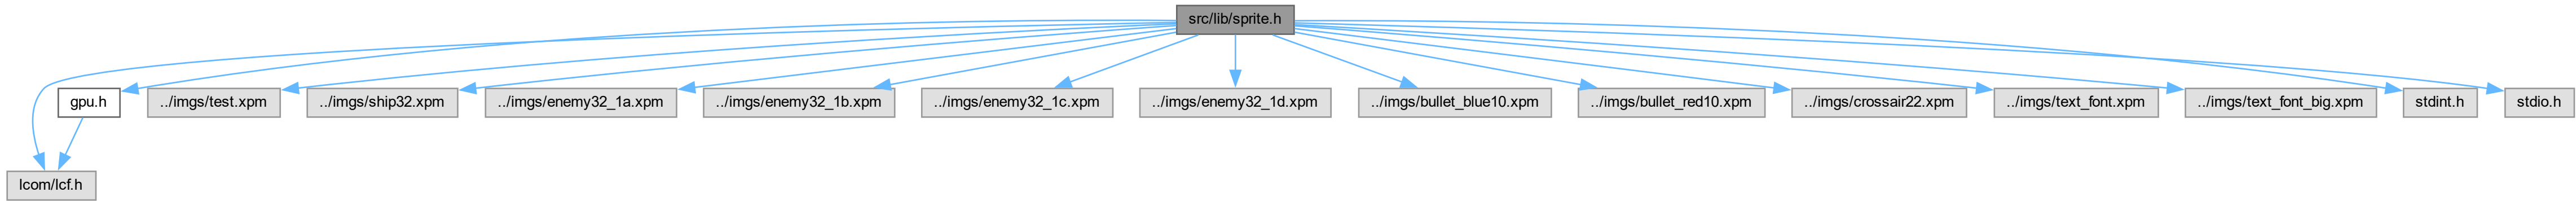 src/lib/sprite.h
gpu.h
../imgs/test.xpm
../imgs/ship32.xpm
../imgs/enemy32_1a.xpm
../imgs/enemy32_1b.xpm
../imgs/enemy32_1c.xpm
../imgs/enemy32_1d.xpm
../imgs/bullet_blue10.xpm
../imgs/bullet_red10.xpm
../imgs/crossair22.xpm
../imgs/text_font.xpm
../imgs/text_font_big.xpm
stdint.h
stdio.h
lcom/lcf.h